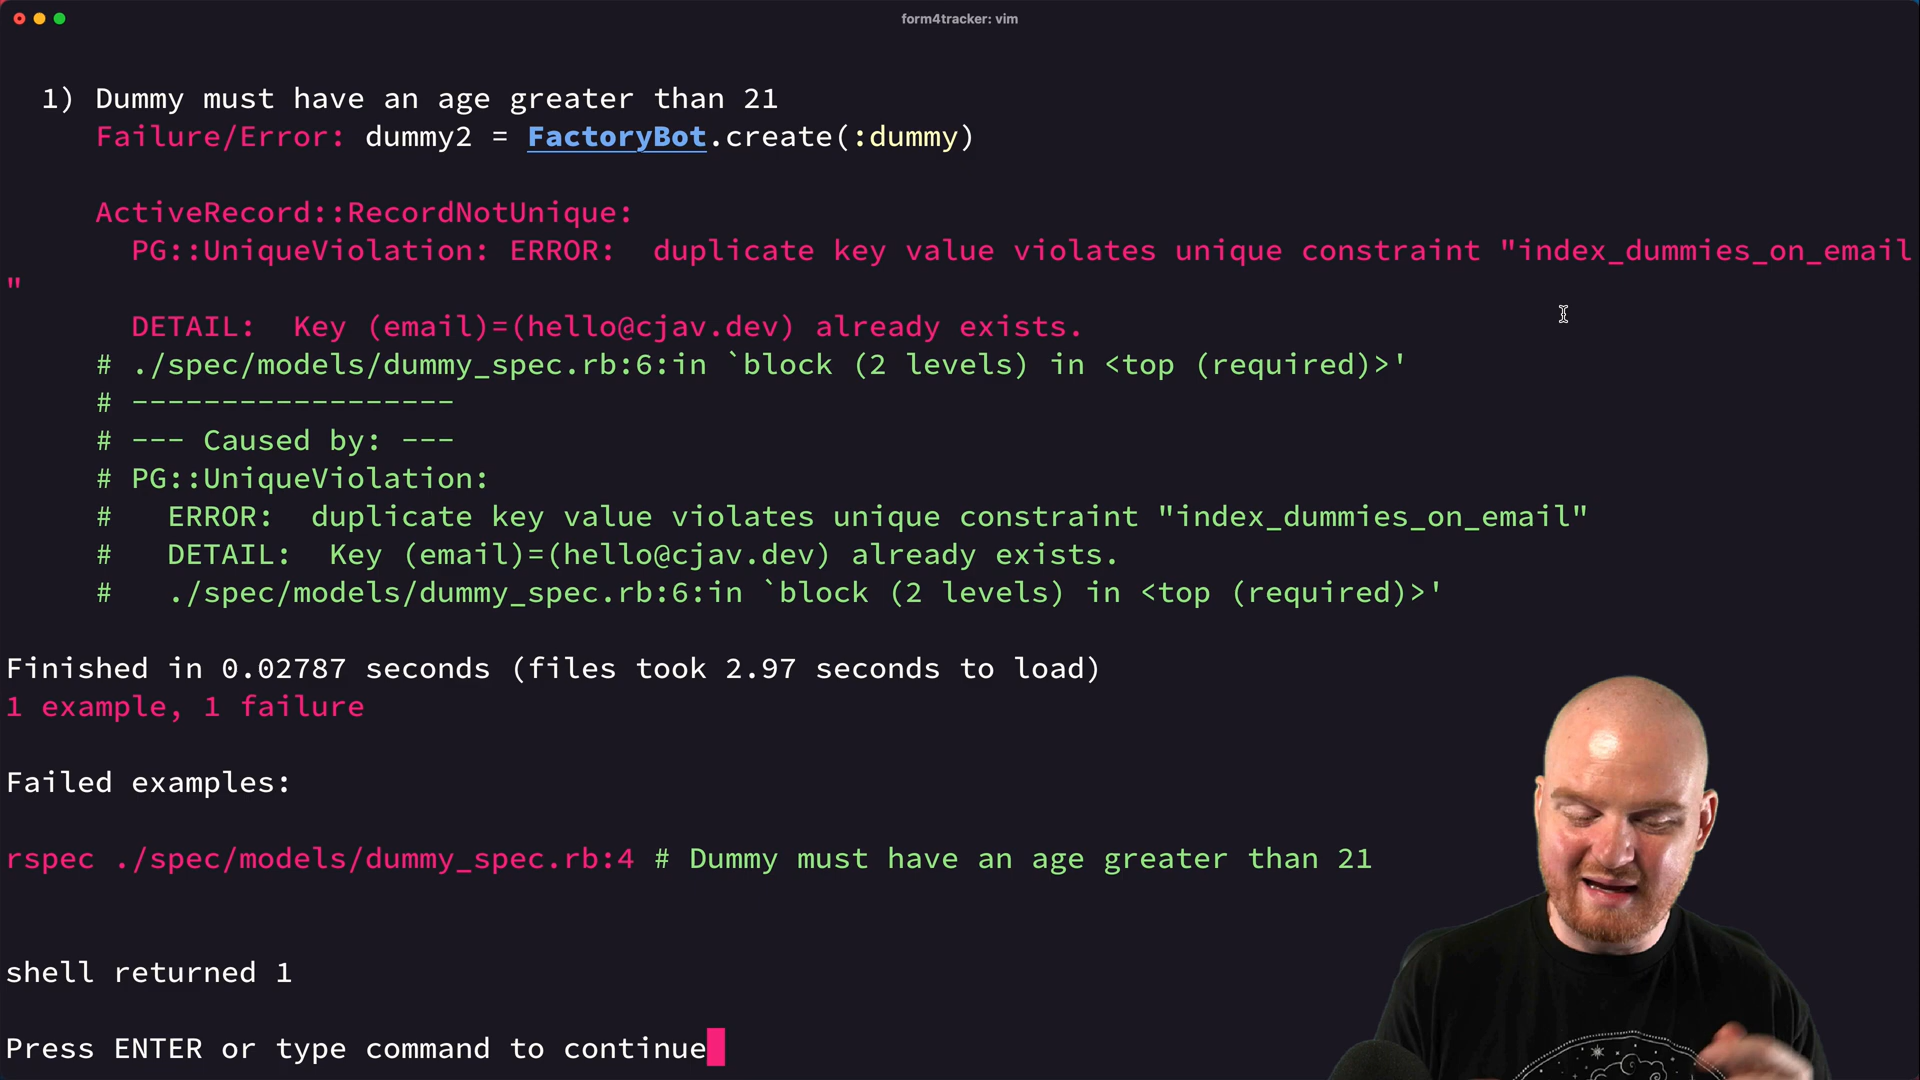 form4tracker: vim
1) Dummy must have an age greater than 21
Failure/Error: dummy2 = FactoryBot.create(:dummy)
ActiveRecord::RecordNotUnique:
PG::UniqueViolation: ERROR:  duplicate key value violates unique constraint "index_dummies_on_email
"
DETAIL:  Key (email)=(hello@cjav.dev) already exists.
# ./spec/models/dummy_spec.rb:6:in `block (2 levels) in <top (required)>'
# ------------------
# --- Caused by: ---
# PG::UniqueViolation:
#   ERROR:  duplicate key value violates unique constraint "index_dummies_on_email"
#   DETAIL:  Key (email)=(hello@cjav.dev) already exists.
#   ./spec/models/dummy_spec.rb:6:in `block (2 levels) in <top (required)>'
Finished in 0.02787 seconds (files took 2.97 seconds to load)
1 example, 1 failure
Failed examples:
rspec ./spec/models/dummy_spec.rb:4 # Dummy must have an age greater than 21
shell returned 1
Press ENTER or type command to continue